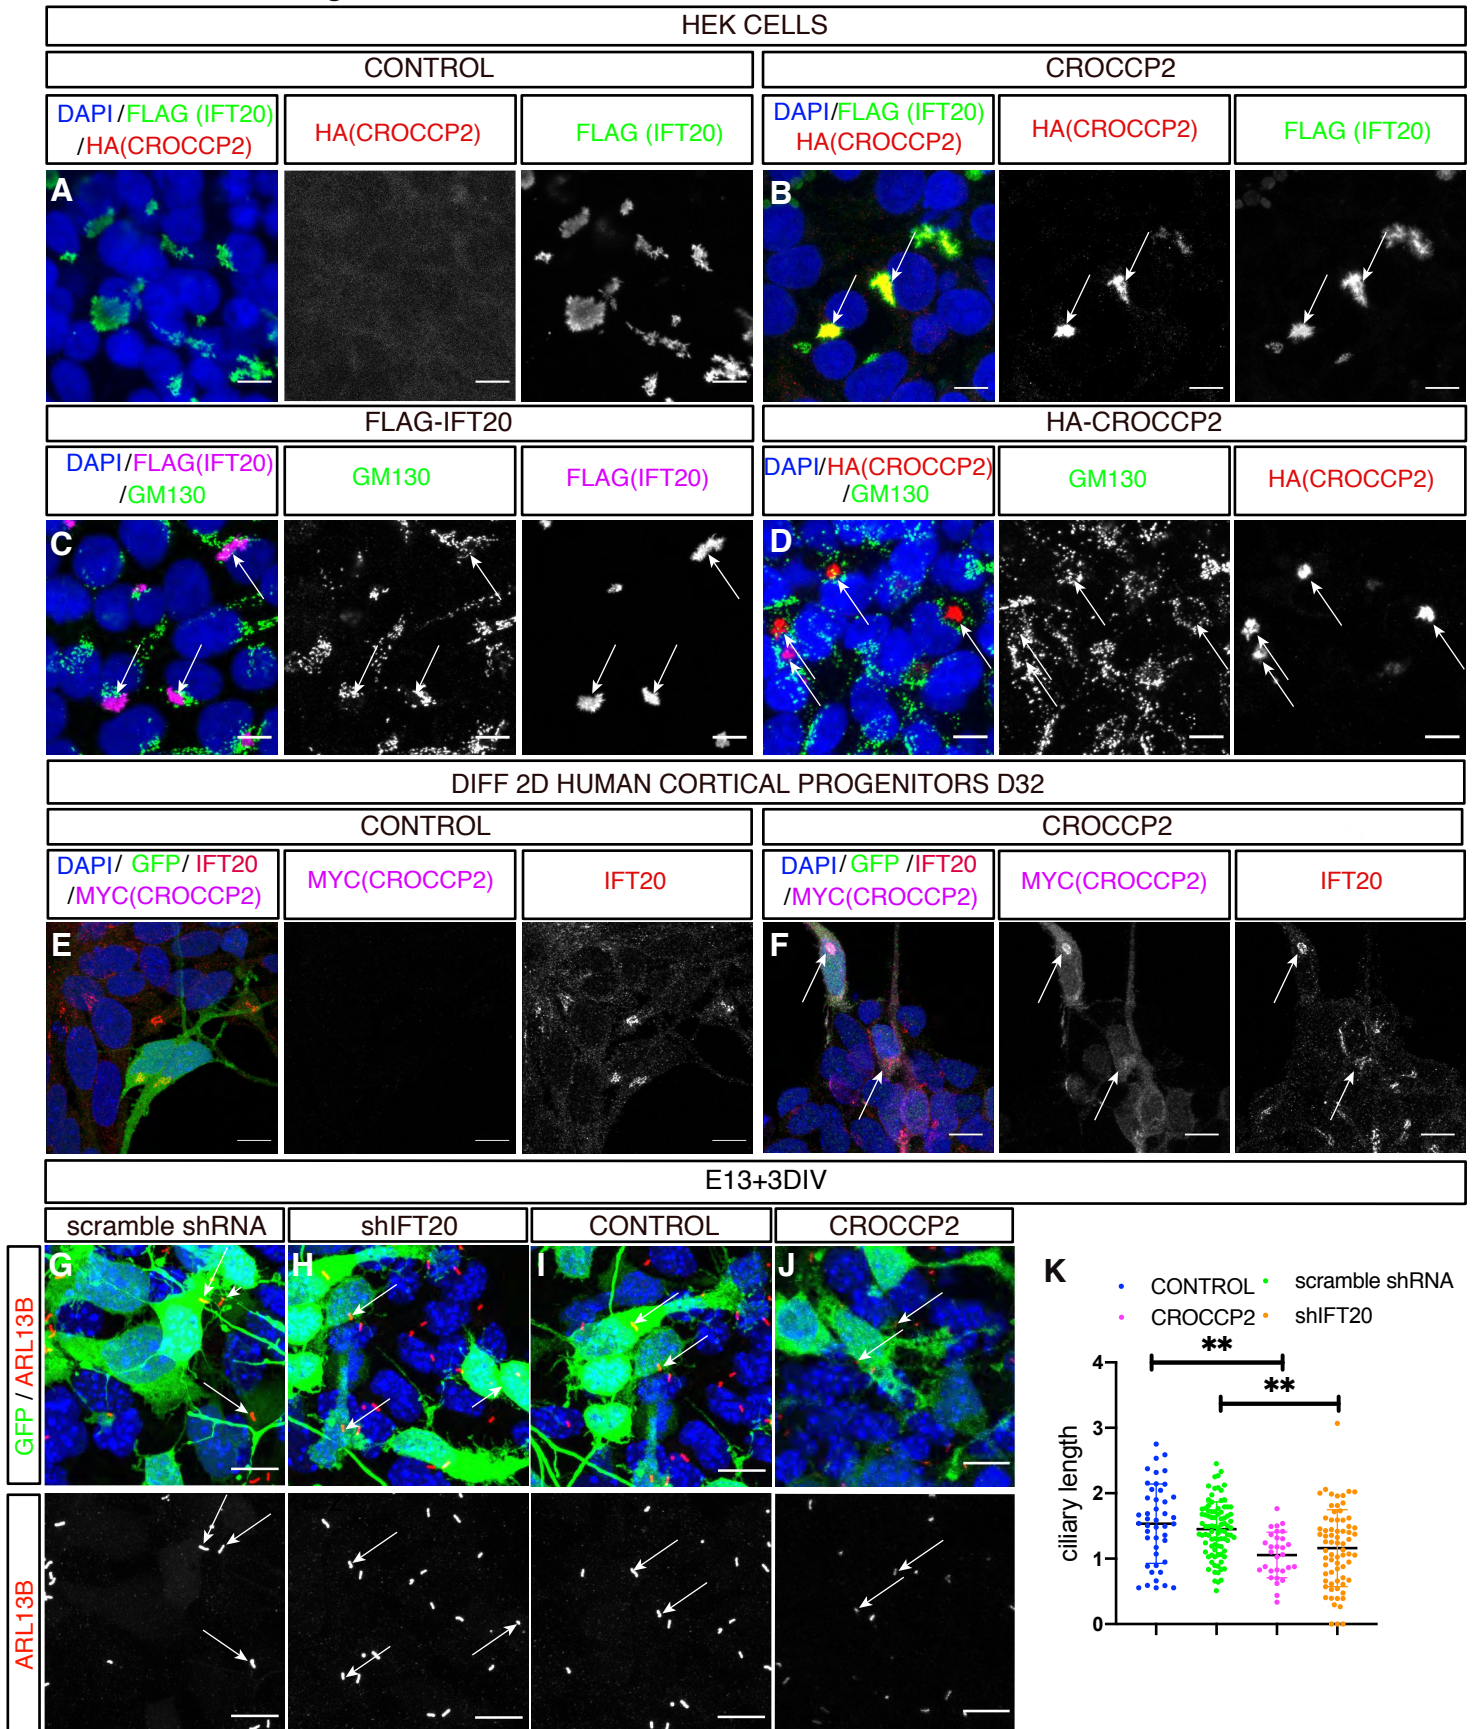 HEK CELLS
CONTROL
CROCCP2
DAPI/FLAG (IFT20)
/HA(CROCCP2)
HA(CROCCP2)
FLAG (IFT20)
DAPI/FLAG (IFT20)
HA(CROCCP2)
HA(CROCCP2)
FLAG (IFT20)
A
B
FLAG-IFT20
HA-CROCCP2
DAPI/FLAG(IFT20)
/GM130
GM130
FLAG(IFT20)
DAPI/HA(CROCCP2)
/GM130
GM130
HA(CROCCP2)
C
D
DIFF 2D HUMAN CORTICAL PROGENITORS D32
CONTROL
CROCCP2
DAPI/ GFP/ IFT20
/MYC(CROCCP2)
MYC(CROCCP2)
IFT20
DAPI/ GFP /IFT20
/MYC(CROCCP2)
MYC(CROCCP2)
IFT20
E
F
E13+3DIV
scramble shRNA
shIFT20
CONTROL
CROCCP2
GFP / ARL13B
G
H
I
J
ARL13B
K
CONTROL
scramble shRNA
CROCCP2
shIFT20
**
**
ciliary length
4
3
2
1
0